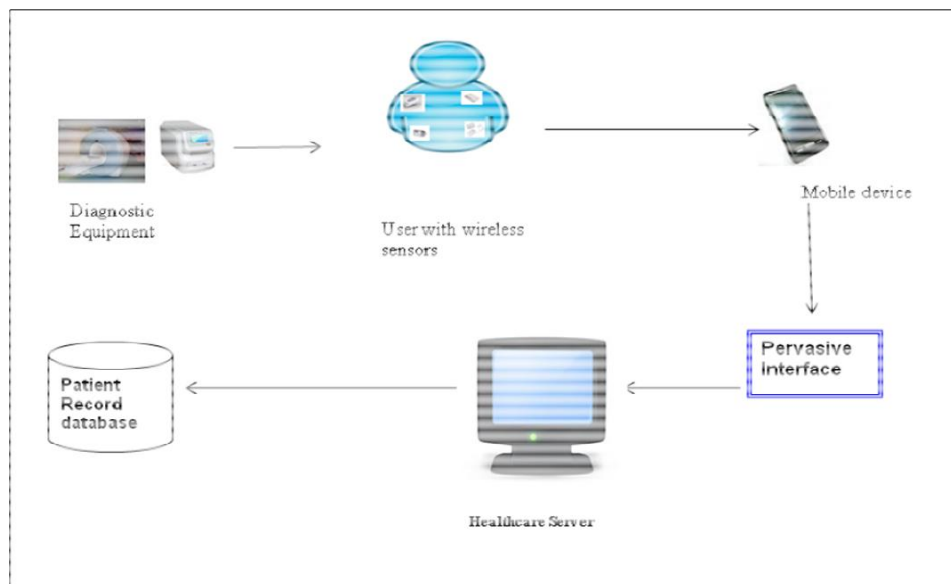 Diagnostic
Equipment
User with wireless
sensors
Mobile device
Pervasive
Interface
Healthcare Server
Patient
Record
database